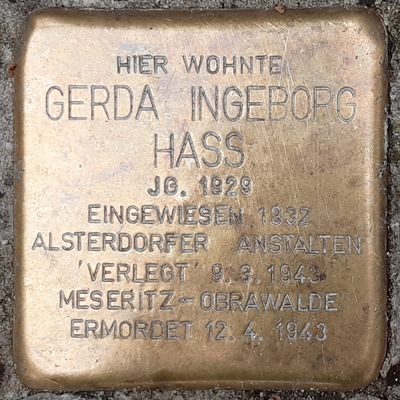 HIER WOHNTE
GERDA INGEBORG
HASS
JG. 1929
EINGEWIESEN 1932
ALSTERDORFER ANSTALTEN
'VERLEGT' 9. 3. 1943
MESERITZ-OBRAWALDE
ERMORDET 12. 4. 1943